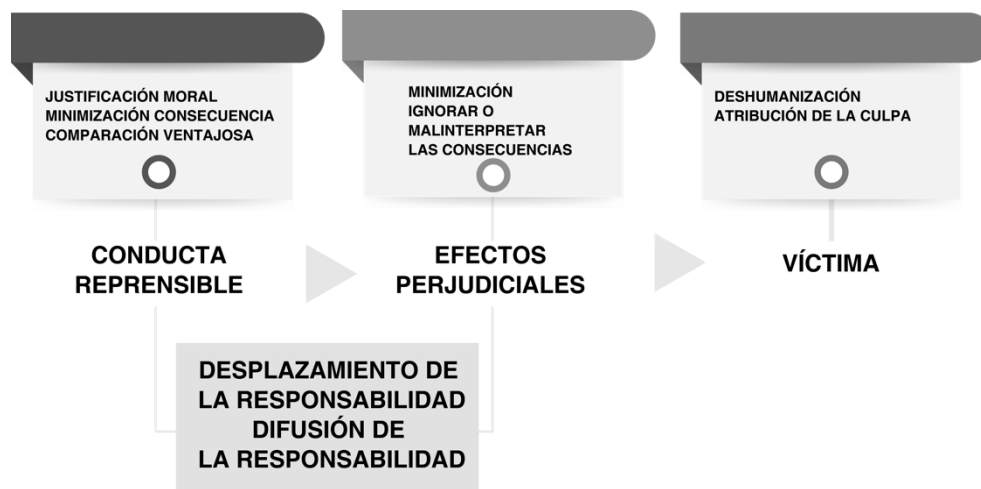 JUSTIFICACIÓN MORAL
MINIMIZACIÓN CONSECUENCIA
COMPARACIÓN VENTAJOSA
MINIMIZACIÓN
IGNORAR O
MALINTERPRETAR
LAS CONSECUENCIAS
DESHUMANIZACIÓN
ATRIBUCIÓN DE LA CULPA
CONDUCTA
REPRENSIBLE
EFECTOS
PERJUDICIALES
VÍCTIMA
DESPLAZAMIENTO DE
LA RESPONSABILIDAD
DIFUSIÓN DE
LA RESPONSABILIDAD